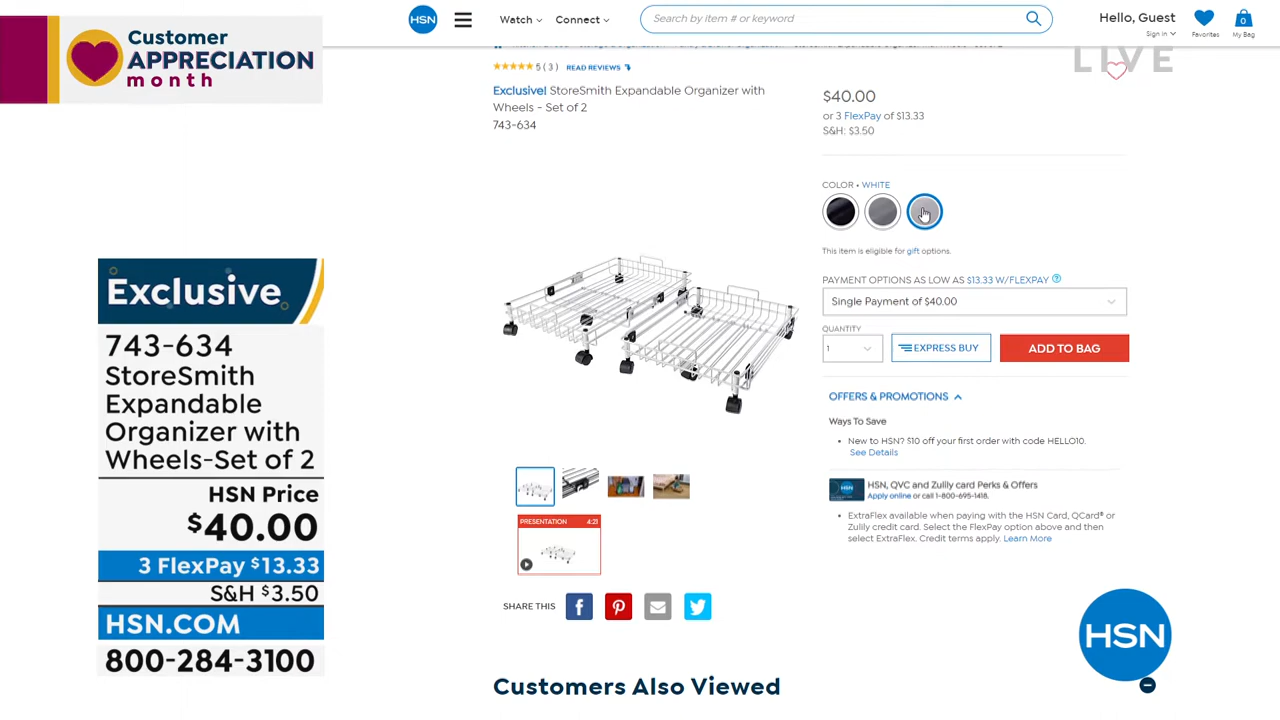 Customer
APPRECIATION
month
HSN
Watch
Connect
Search by item # or keyword
Hello, Guest
Sign in
Favorites
0
My Bag
LIVE
5 ( 3 ) READ REVIEWS
Exclusive! StoreSmith Expandable Organizer with
Wheels - Set of 2
743-634
$40.00
or 3 FlexPay of $13.33
S&H: $3.50
COLOR • WHITE
This item is eligible for gift options.
PAYMENT OPTIONS AS LOW AS $13.33 W/FLEXPAY ?
Single Payment of $40.00
QUANTITY
1
EXPRESS BUY
ADD TO BAG
OFFERS & PROMOTIONS
Ways To Save
• New to HSN? $10 off your first order with code HELLO10.
See Details
HSN, QVC and Zulily card Perks & Offers
Apply online or call 1-800-695-1418.
• ExtraFlex available when paying with the HSN Card, QCard® or
Zulily credit card. Select the FlexPay option above and then
select ExtraFlex. Credit terms apply. Learn More
Exclusive
743-634
StoreSmith
Expandable
Organizer with
Wheels-Set of 2
HSN Price
$40.00
3 FlexPay $13.33
S&H $3.50
HSN.COM
800-284-3100
PRESENTATION 4:21
SHARE THIS
HSN
Customers Also Viewed